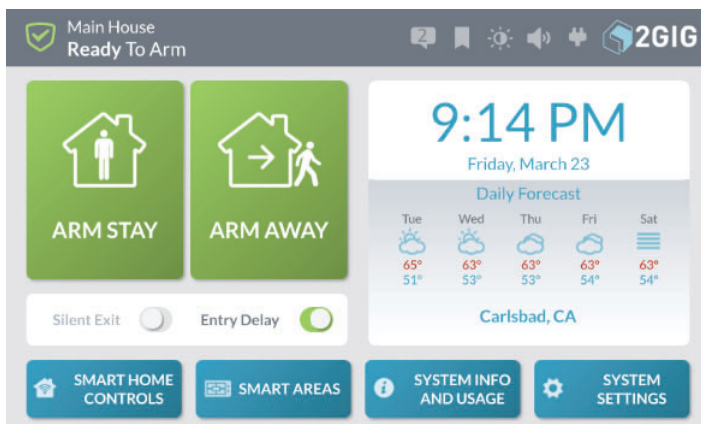 Main House
Ready To Arm
2
2GIG
ARM STAY
ARM AWAY
9:14 PM
Friday, March 23
Daily Forecast
Tue Wed Thu Fri Sat
65° 63° 63° 63° 63°
51° 53° 53° 54° 54°
Carlsbad, CA
Silent Exit
Entry Delay
SMART HOME
CONTROLS
SMART AREAS
SYSTEM INFO
AND USAGE
SYSTEM
SETTINGS